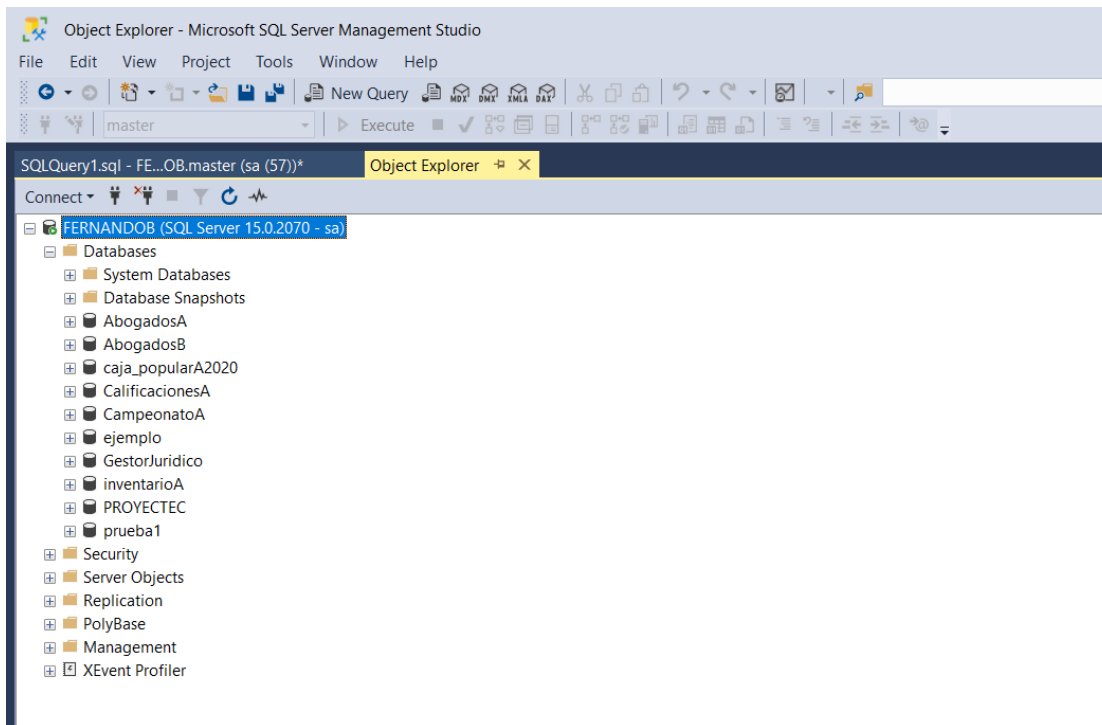 Object Explorer - Microsoft SQL Server Management Studio
File Edit View Project Tools Window Help
New Query MDX DMX XMLA DAX
master Execute
SQLQuery1.sql - FE...OB.master (sa (57))* Object Explorer
Connect
FERNANDOB (SQL Server 15.0.2070 - sa)
Databases
System Databases
Database Snapshots
AbogadosA
AbogadosB
caja_popularA2020
CalificacionesA
CampeonatoA
ejemplo
GestorJuridico
inventarioA
PROYECTEC
prueba1
Security
Server Objects
Replication
PolyBase
Management
XEvent Profiler